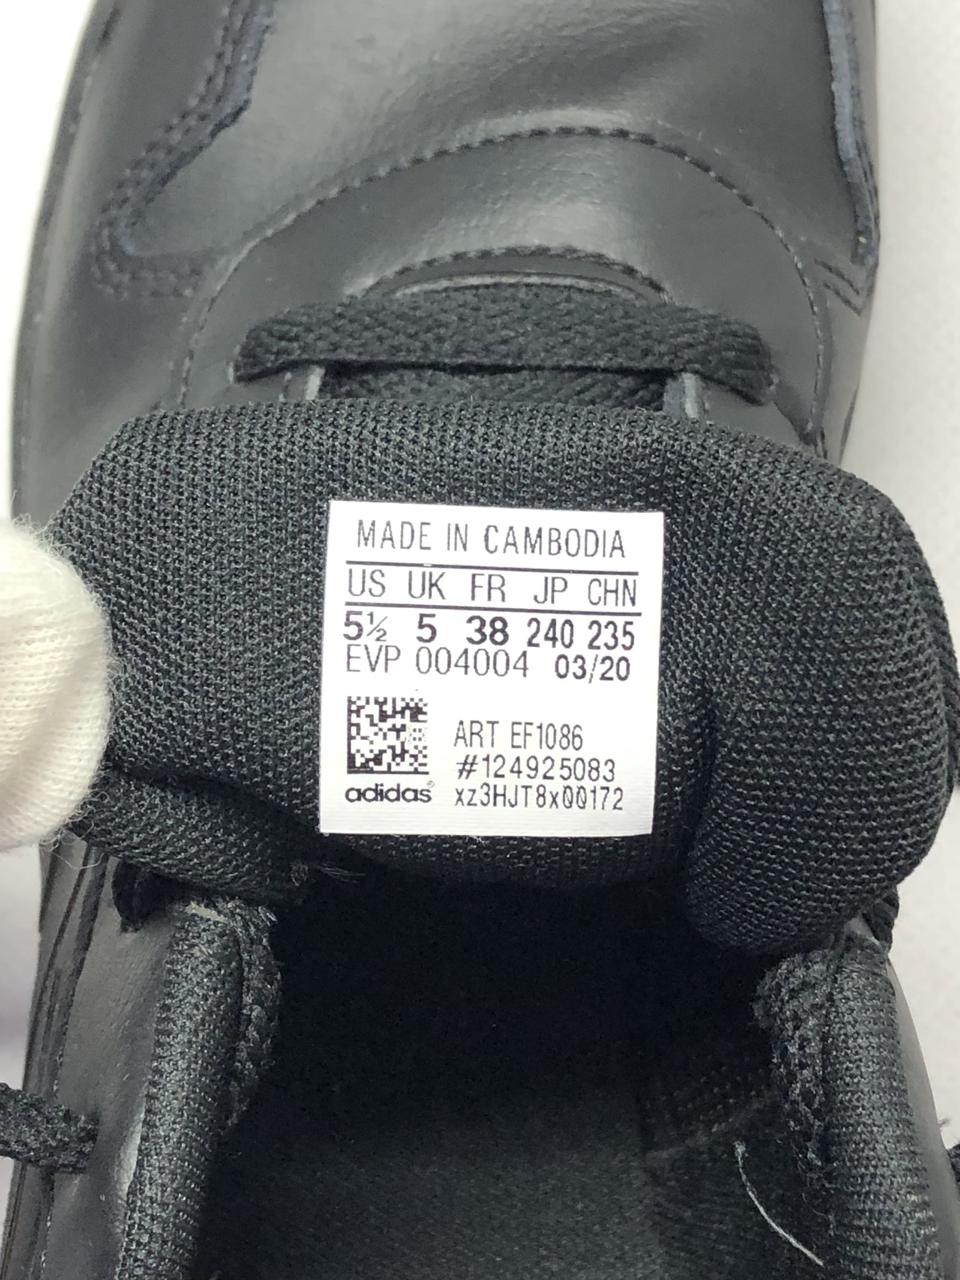 MADE IN CAMBODIA
US UK FR JP CHN
5½ 5 38 240 235
EVP 004004 03/20
ART EF1086
#124925083
adidas® xz3HJT8x00172